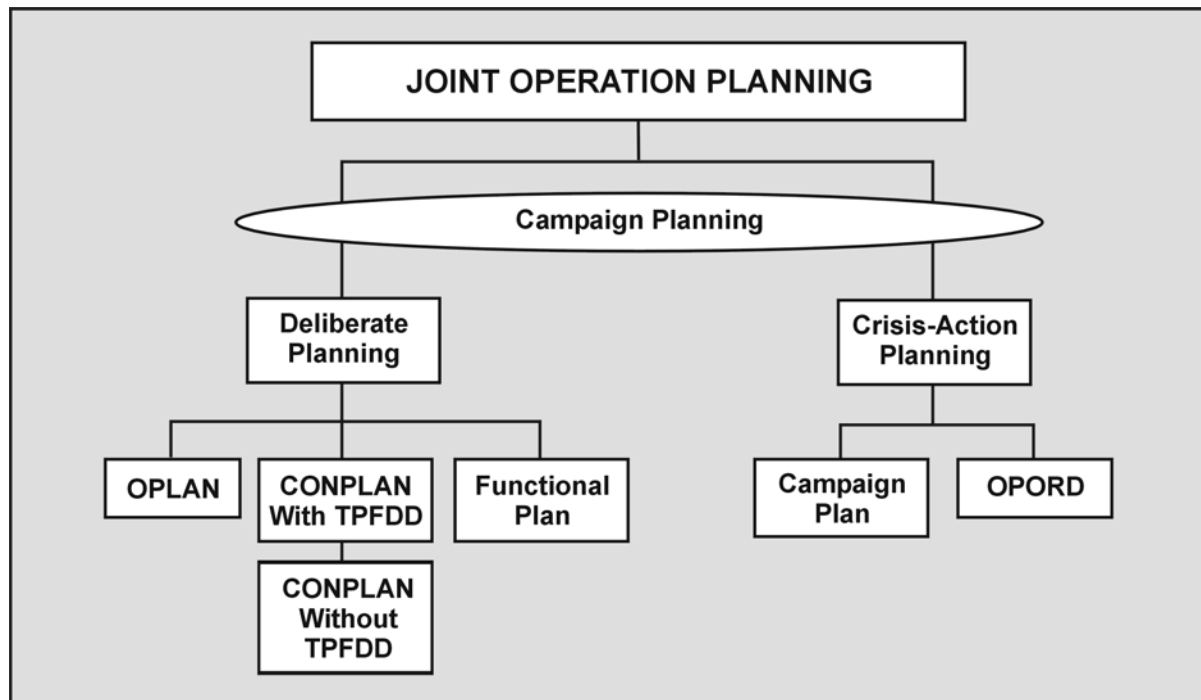 JOINT OPERATION PLANNING
Campaign Planning
Deliberate
Planning
Crisis-Action
Planning
OPLAN
CONPLAN
With TPFDD
Functional
Plan
Campaign
Plan
OPORD
CONPLAN
Without
TPFDD